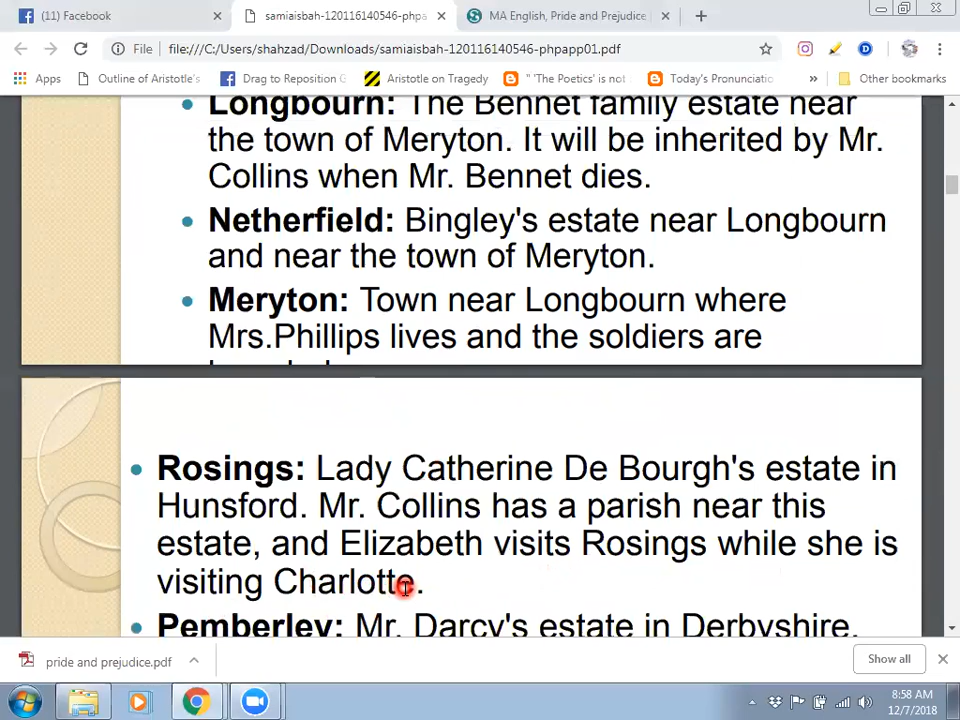 (11) Facebook
samiaisbah-120116140546-phpa
MA English, Pride and Prejudice
File
file:///C:/Users/shahzad/Downloads/samiaisbah-120116140546-phpapp01.pdf
Apps
Outline of Aristotle's
Drag to Reposition
Aristotle on Tragedy
" 'The Poetics' is not
Today's Pronunciatio
»
Other bookmarks
• Longbourn: The Bennet family estate near
the town of Meryton. It will be inherited by Mr.
Collins when Mr. Bennet dies.
• Netherfield: Bingley's estate near Longbourn
and near the town of Meryton.
• Meryton: Town near Longbourn where
Mrs.Phillips lives and the soldiers are
• Rosings: Lady Catherine De Bourgh's estate in
Hunsford. Mr. Collins has a parish near this
estate, and Elizabeth visits Rosings while she is
visiting Charlotte.
• Pemberley: Mr. Darcy's estate in Derbyshire.
pride and prejudice.pdf
Show all
8:58 AM
12/7/2018